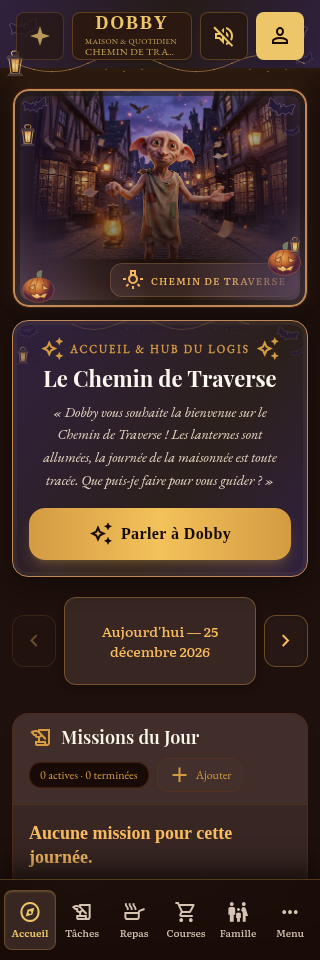 DOBBY
MAISON & QUOTIDIEN
CHEMIN DE TRA...
CHEMIN DE TRAVERSE
ACCUEIL & HUB DU LOGIS
Le Chemin de Traverse
« Dobby vous souhaite la bienvenue sur le
Chemin de Traverse ! Les lanternes sont
allumées, la journée de la maisonnée est toute
tracée. Que puis-je faire pour vous guider ? »
Parler à Dobby
Aujourd'hui — 25
décembre 2026
Missions du Jour
0 actives · 0 terminées
Ajouter
Aucune mission pour cette
journée.
Accueil
Tâches
Repas
Courses
Famille
Menu